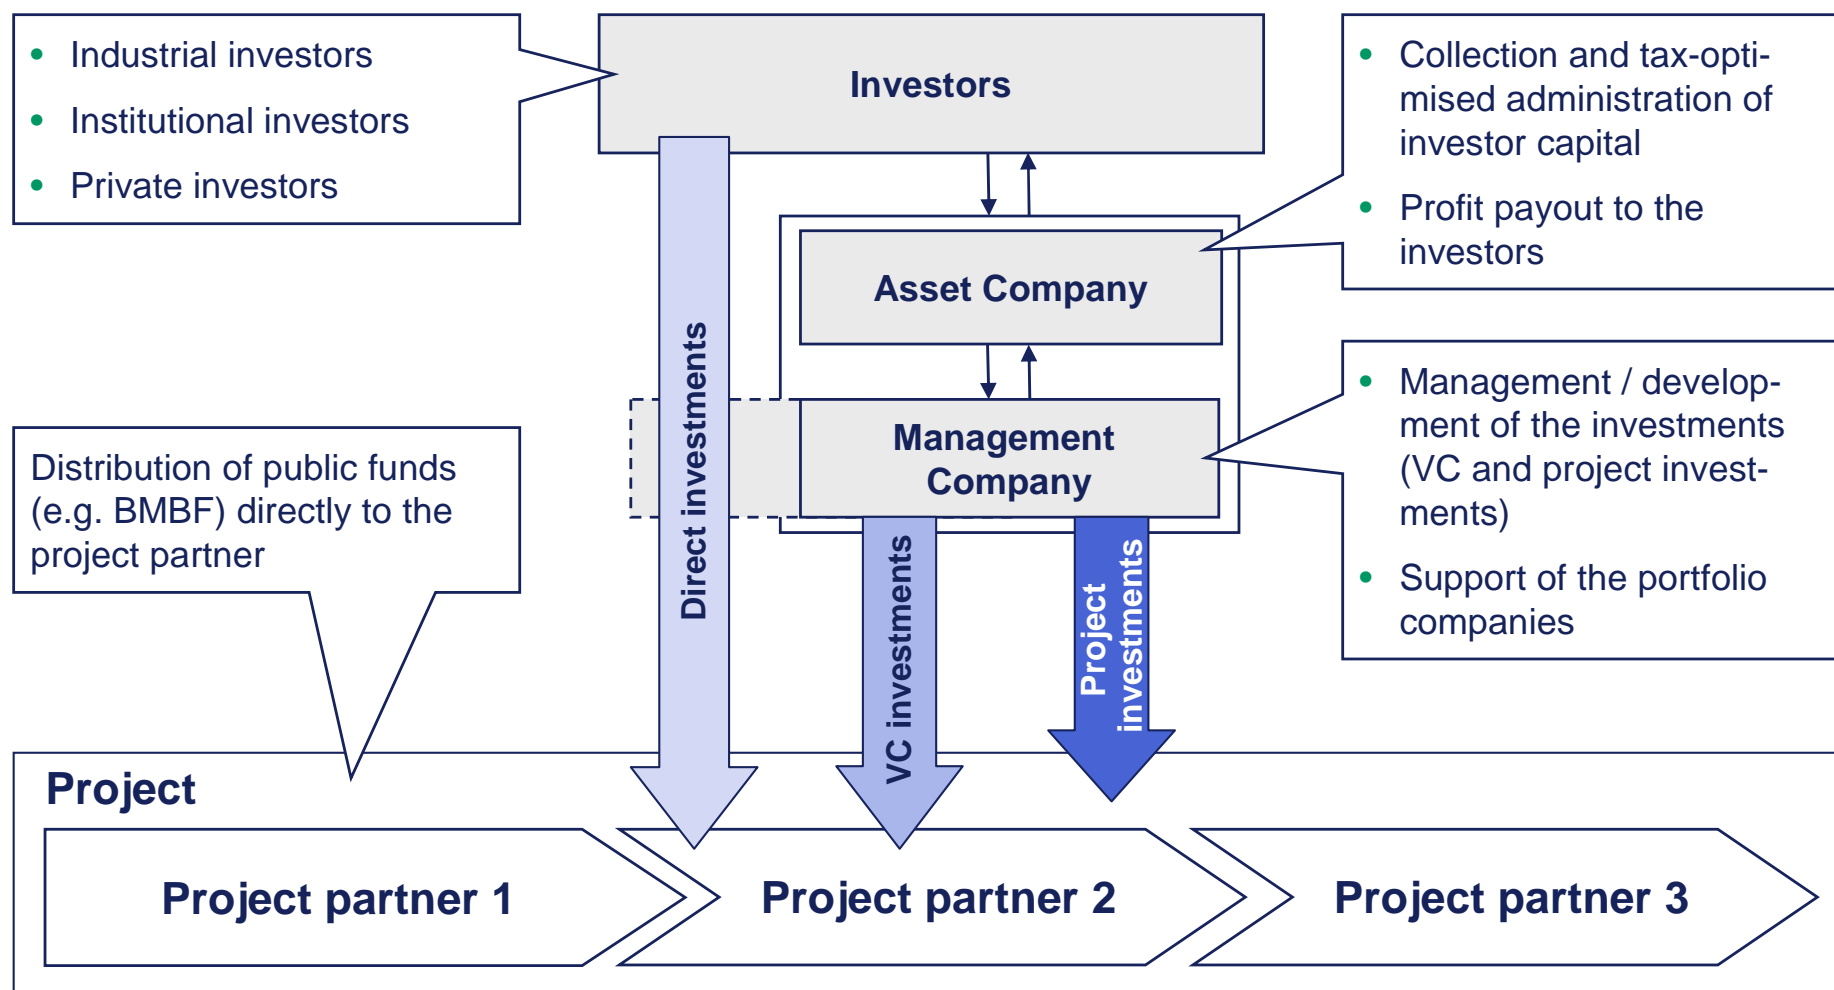 • Industrial investors
• Institutional investors
• Private investors
Investors
• Collection and tax-opti-
mised administration of
investor capital
• Profit payout to the
investors
Asset Company
Management
Company
• Management / develop-
ment of the investments
(VC and project invest-
ments)
• Support of the portfolio
companies
Distribution of public funds
(e.g. BMBF) directly to the
project partner
Direct investments
VC investments
Project
investments
Project
Project partner 1
Project partner 2
Project partner 3